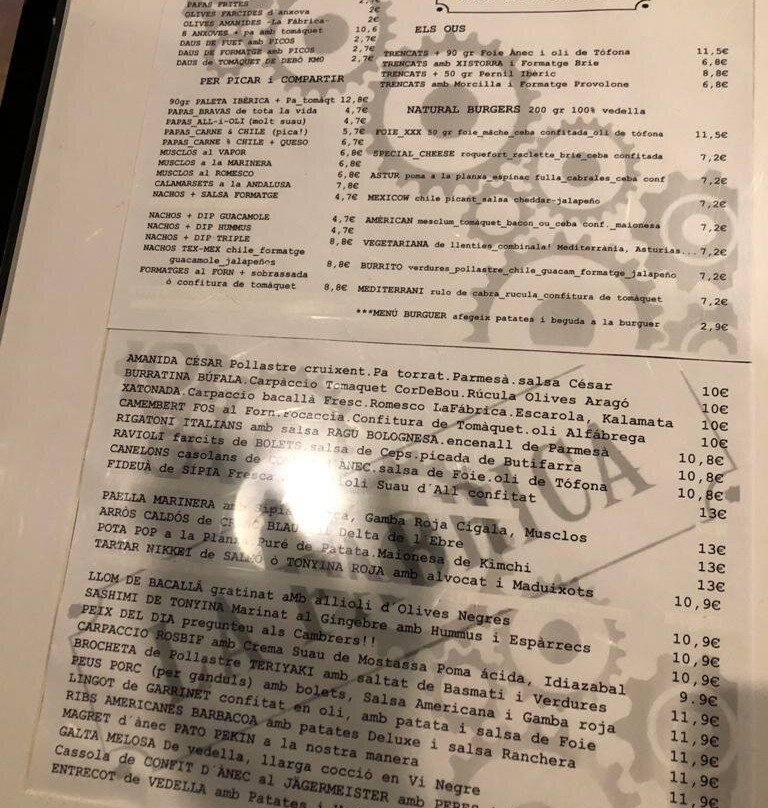 PAPAS FRITES
OLIVES FARCIDES d'anxova 2€
OLIVES AMANIDES -La Fàbrica- 2€
8 ANXOVES + pa amb tomàquet 10,6
DAUS DE FUET amb PICOS 2,7€
DAUS de FORMATGE amb PICOS 2,7€
DAUS de TOMÀQUET DE DEBÓ KM0 2,7€
PER PICAR i COMPARTIR
90gr PALETA IBÈRICA + Pa_tomàqt 12,8€
PAPAS_BRAVAS de tota la vida 4,7€
PAPAS_ALL-i-OLI (molt suau) 4,7€
PAPAS_CARNE & CHILE (pica!) 5,7€
PAPAS_CARNE & CHILE + QUESO 6,7€
MUSCLOS al VAPOR 6,8€
MUSCLOS a la MARINERA 6,8€
MUSCLOS al ROMESCO 6,8€
CALAMARSETS a la ANDALUSA 7,8€
NACHOS + SALSA FORMATGE 4,7€
NACHOS + DIP GUACAMOLE 4,7€
NACHOS + DIP HUMMUS 4,7€
NACHOS + DIP TRIPLE 8,8€
NACHOS TEX-MEX chile_formatge
guacamole_jalapeños 8,8€
FORMATGES al FORN + sobrassada
ó confitura de tomàquet 8,8€
ELS OUS
TRENCATS + 90 gr Foie Ànec i oli de Tófona 11,5€
TRENCATS amb XISTORRA i Formatge Brie 6,8€
TRENCATS + 50 gr Pernil Ibèric 8,8€
TRENCATS amb Morcilla i Formatge Provolone 6,8€
NATURAL BURGERS 200 gr 100% vedella
FOIE_XXX 50 gr foie_mâche_ceba confitada_oli de tófona 11,5€
SPECIAL_CHEESE roquefort_raclette_brie_ceba confitada 7,2€
ASTUR poma a la planxa_espinac fulla_cabrales_ceba conf 7,2€
MEXICOW chile picant_salsa cheddar-jalapeño 7,2€
AMÉRICAN mesclum_tomàquet_bacon_ou_ceba conf._maionesa 7,2€
VEGETARIANA de llenties_combinala! Mediterrània, Asturias... 7,2€
BURRITO verdures_pollastre_chile_guacam_formatge_jalapeño 7,2€
MEDITERRANI rulo de cabra_rucula_confitura de tomàquet 7,2€
***MENÚ BURGUER afegeix patates i beguda a la burguer 2,9€
AMANIDA CÉSAR Pollastre cruixent.Pa torrat.Parmesà.salsa César 10€
BURRATINA BÚFALA.Carpàccio Tomaquet CorDeBou.Rúcula Olives Aragó 10€
XATONADA.Carpaccio bacallà Fresc.Romesco LaFábrica.Escarola, Kalamata 10€
CAMEMBERT FOS al Forn.Focaccia.Confitura de Tomàquet.oli Alfábrega 10€
RIGATONI ITALIANS amb salsa RAGÚ BOLOGNESA.encenall de Parmesà 10,8€
RAVIOLI farcits de BOLETS.salsa de Ceps.picada de Butifarra 10,8€
CANELONS casolans de ANEC.salsa de Foie.oli de Tófona 10,8€
FIDEUÀ de SÍPIA Fresca oli Suau d'All confitat 13€
PAELLA MARINERA amb Sípia Gamba Roja Cigala, Musclos 13€
ARRÒS CALDÓS de BLAU Delta de l'Ebre 13€
POTA POP a la Planxa Puré de Patata.Maionesa de Kimchi 13€
TARTAR NIKKEI de SALMÓ ó TONYINA ROJA amb alvocat i Maduixots 10,9€
LLOM DE BACALLÀ gratinat aMb allioli d'Olives Negres 10,9€
SASHIMI DE TONYINA Marinat al Gingebre amb Hummus i Espàrrecs 10,9€
PEIX DEL DIA pregunteu als Cambrers!! 10,9€
CARPACCIO ROSBIF amb Crema Suau de Mostassa Poma àcida, Idiazabal 9.9€
BROCHETA de Pollastre TERIYAKI amb saltat de Basmati i Verdures 11,9€
PEUS PORC (per ganduls) amb bolets, Salsa Americana i Gamba roja 11,9€
LINGOT de GARRINET confitat en oli, amb patata i salsa de Foie 11,9€
RIBS AMERICANES BARBACOA amb patates Deluxe i salsa Ranchera 11,9€
MAGRET d'ànec PATO PEKÍN a la nostra manera 11,9€
GALTA MELOSA De vedella, llarga cocció en Vi Negre
Cassola de CONFIT D'ÀNEC al JÄGERMEISTER amb
ENTRECOT de VEDELLA amb Patates i